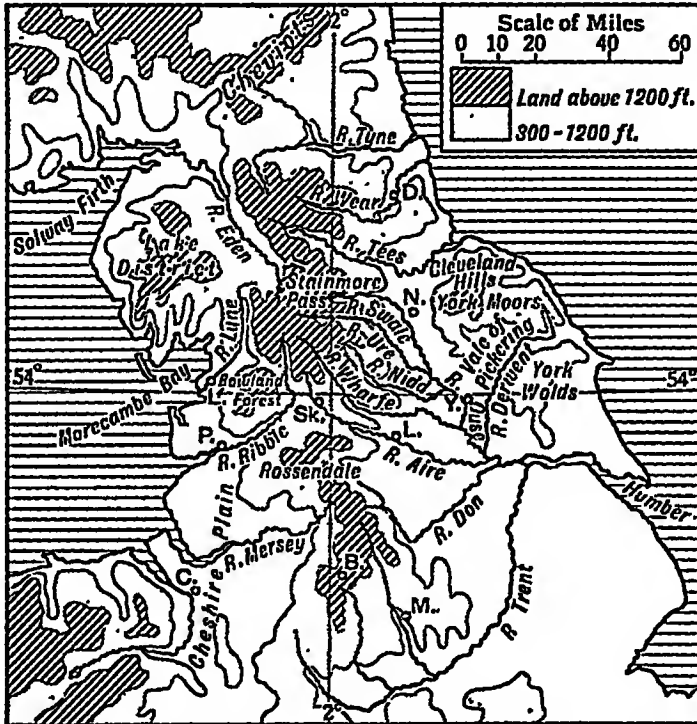 Scale of Miles
0 10 20 40 60
Land above 1200 ft.
300-1200 ft.
2°
Cheviots
R. Tyne
Solway Firth
R. Wear
D.
R. Eden
Lake
District
R. Tees
Cleveland
Hills
Stainmore
Pass
N.
York Moors
R. Swale
R. Lune
R. Ure
R. Nidd
Vale of
Pickering
R. Wharfe
R. Ouse
Y.
R. Derwent
York
Wolds
54°
54°
Morecambe Bay
L.
Bowland
Forest
Sk.
L.
P.
R. Ribble
R. Aire
Rossendale
Humber
R. Don
Cheshire Plain
R. Mersey
B.
C.
M.
R. Trent
2°